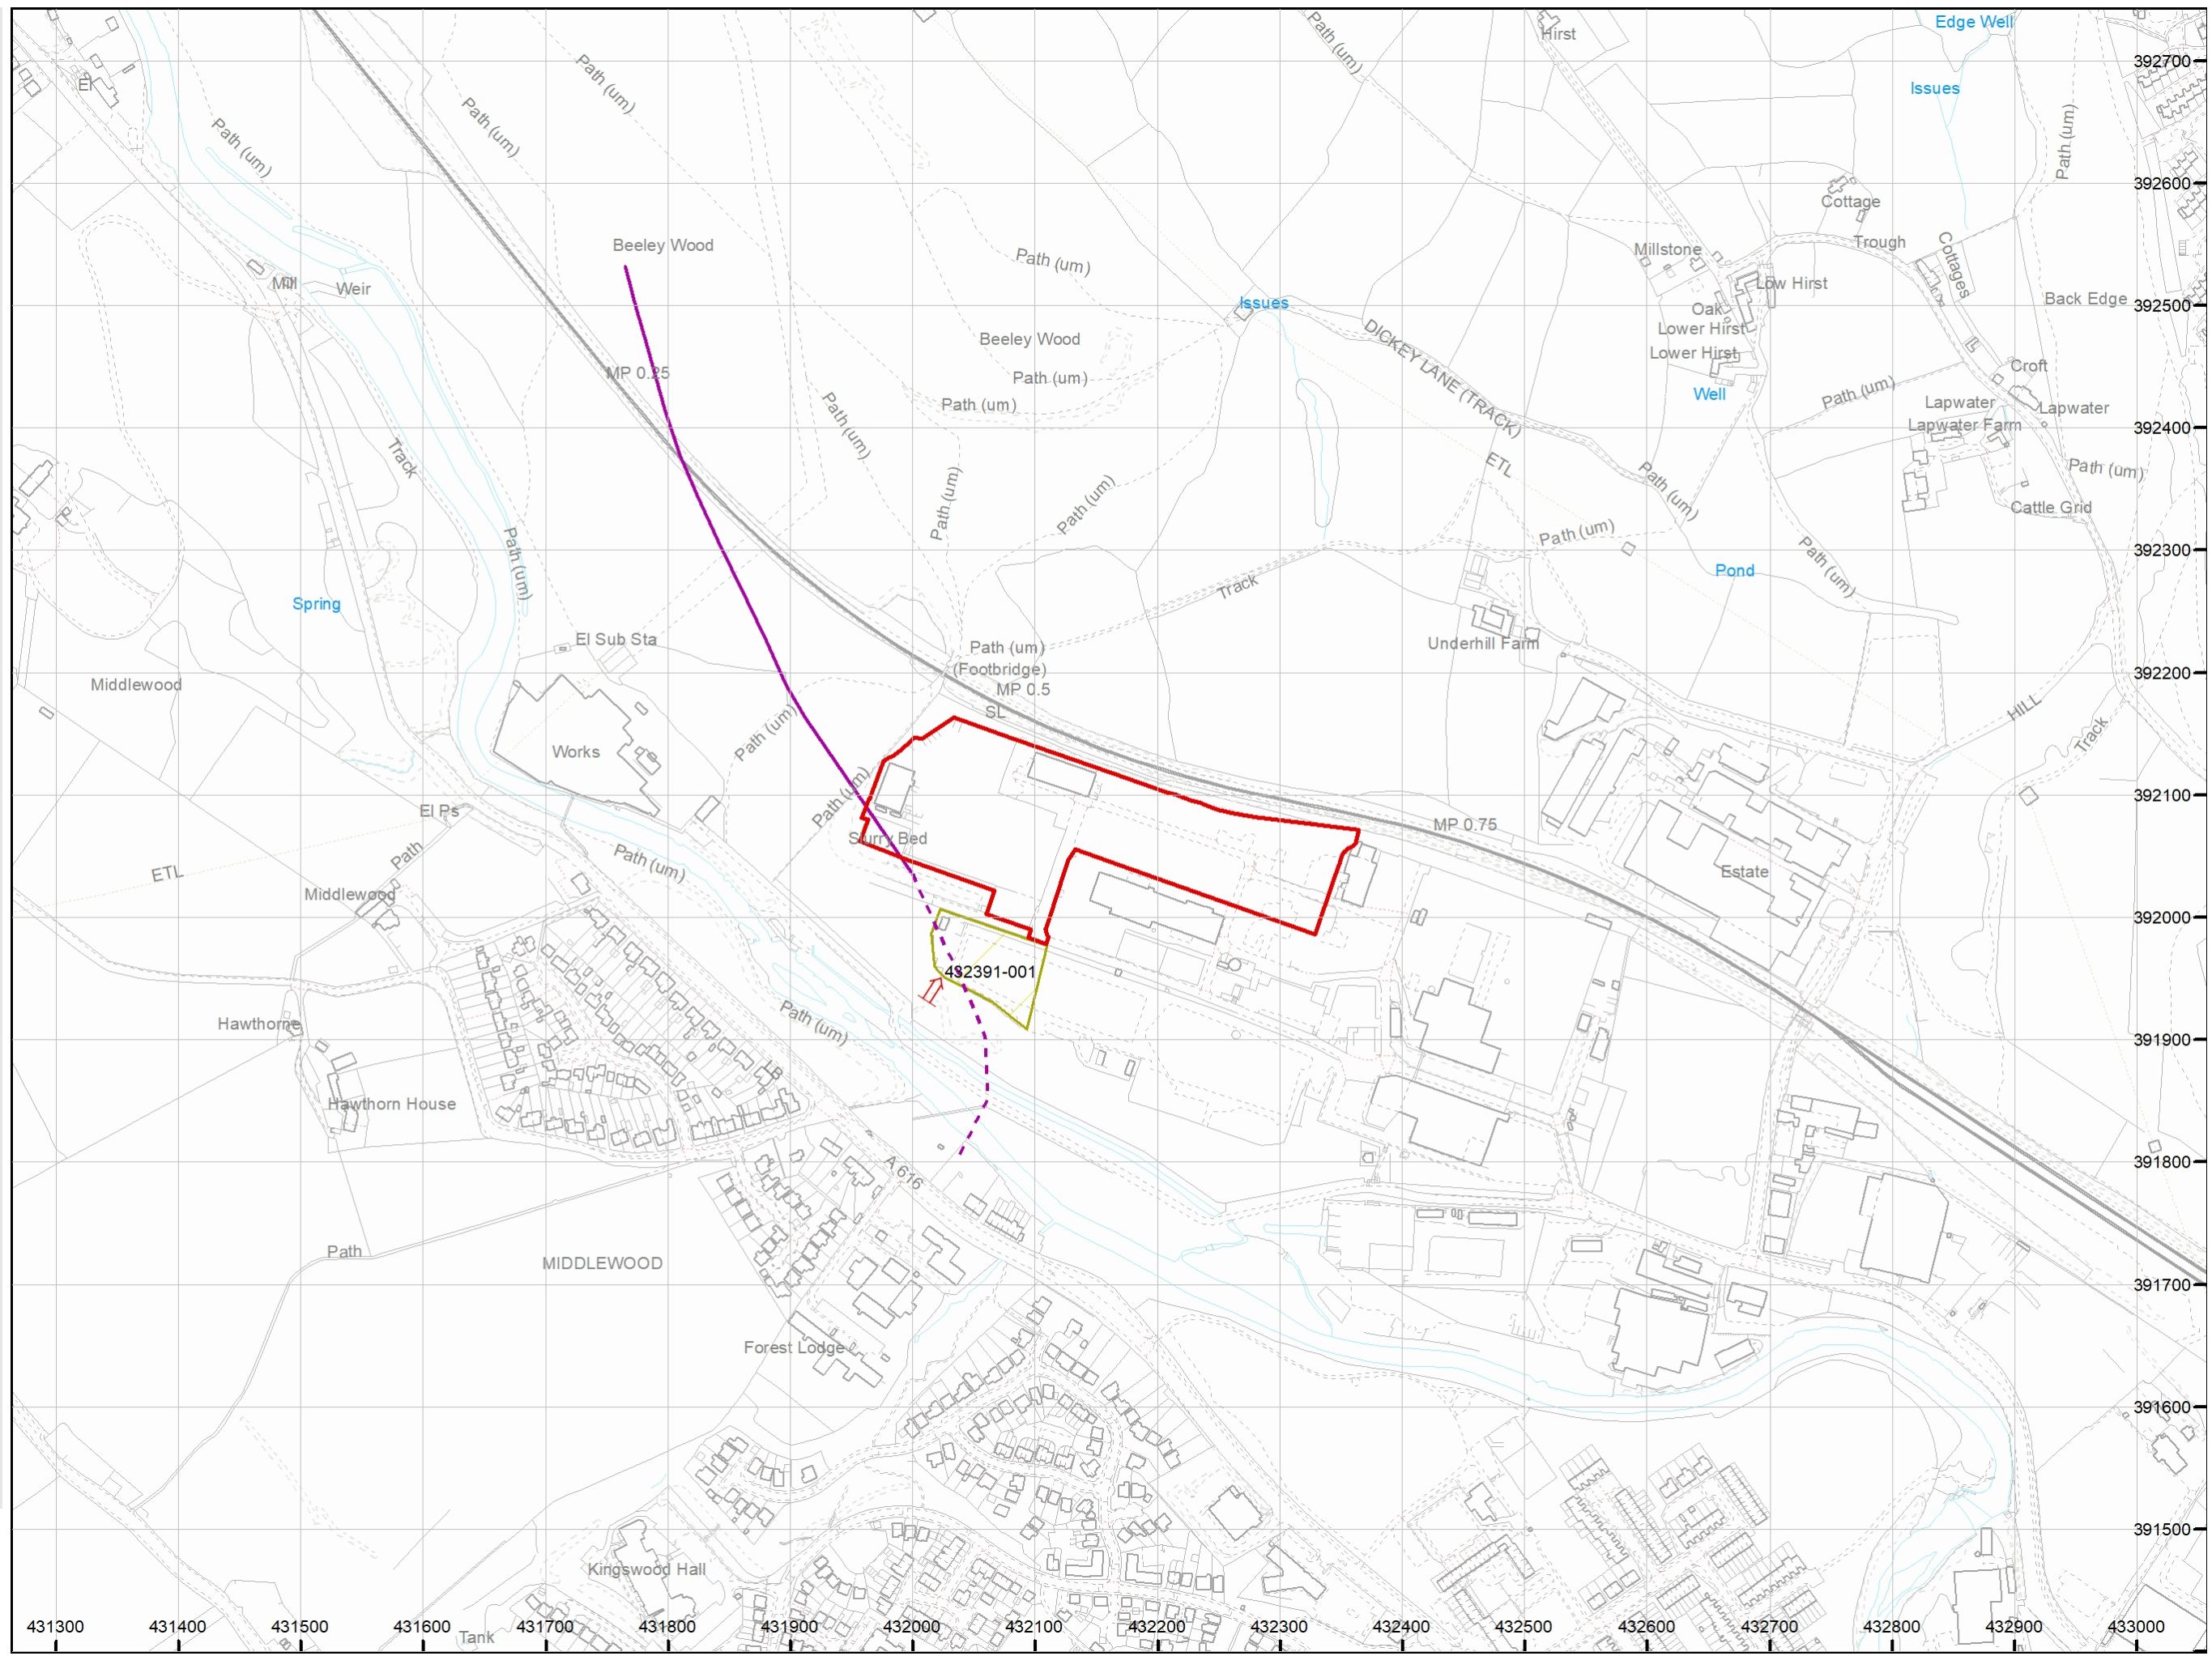 Edge Well
Hirst
392700
El
Path (um)
Path (um)
Path (um)
Issues
Path (um)
Path (um)
Path (um)
392600
Cottage
Beeley Wood
Path (um)
Millstone
Trough
Cottages
Mill
Weir
Issues
Low Hirst
Back Edge
392500
Oak
Lower Hirst
Beeley Wood
DICKEY LANE (TRACK)
Lower Hirst
MP 0.25
Path (um)
Croft
Path (um)
Well
Path (um)
Lapwater
Lapwater
Lapwater Farm
392400
Path (um)
Track
ETL
Path (um)
Path (um)
Path (um)
Path (um)
Cattle Grid
Path (um)
Path (um)
392300
Path (um)
Pond
Track
Spring
El Sub Sta
Path (um)
(Footbridge)
Underhill Farm
Middlewood
MP 0.5
392200
SL
HILL
Track
Path (um)
Works
Path (um)
392100
El Ps
MP 0.75
Slurry Bed
Path
Path (um)
ETL
Estate
Middlewood
392000
432391-001
Hawthorne
Path (um)
391900
LB
Hawthorn House
A 616
391800
Path
MIDDLEWOOD
391700
Forest Lodge
391600
391500
Kingswood Hall
Tank
431300 431400 431500 431600 431700 431800 431900 432000 432100 432200 432300 432400 432500 432600 432700 432800 432900 433000